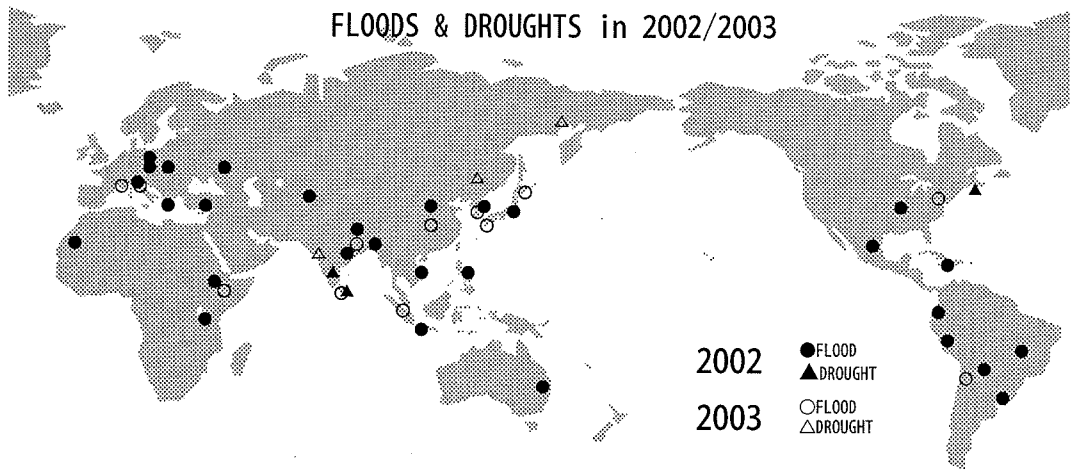 FLOODS & DROUGHTS in 2002/2003
2002
FLOOD
DROUGHT
2003
FLOOD
DROUGHT